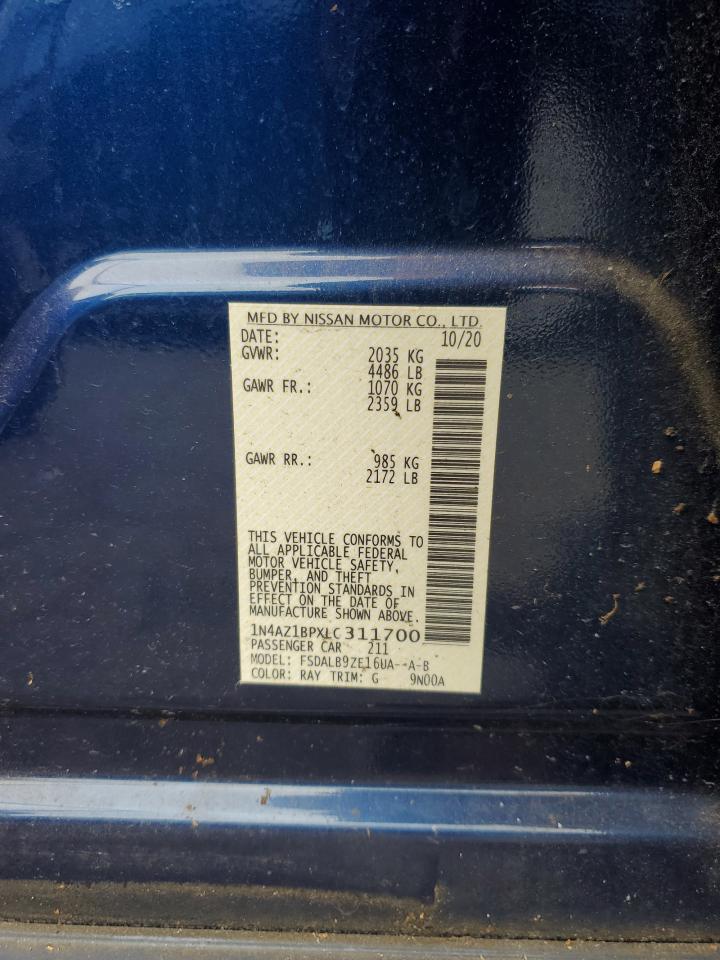 MFD BY NISSAN MOTOR CO., LTD.
DATE: 10/20
GVWR: 2035 KG
4486 LB
GAWR FR.: 1070 KG
2359 LB
GAWR RR.: 985 KG
2172 LB
THIS VEHICLE CONFORMS TO
ALL APPLICABLE FEDERAL
MOTOR VEHICLE SAFETY,
BUMPER, AND THEFT
PREVENTION STANDARDS IN
EFFECT ON THE DATE OF
MANUFACTURE SHOWN ABOVE.
1N4AZ1BPXLC311700
PASSENGER CAR 211
MODEL: FSDALB9ZE16UA--A-B
COLOR: RAY TRIM: G 9N00A